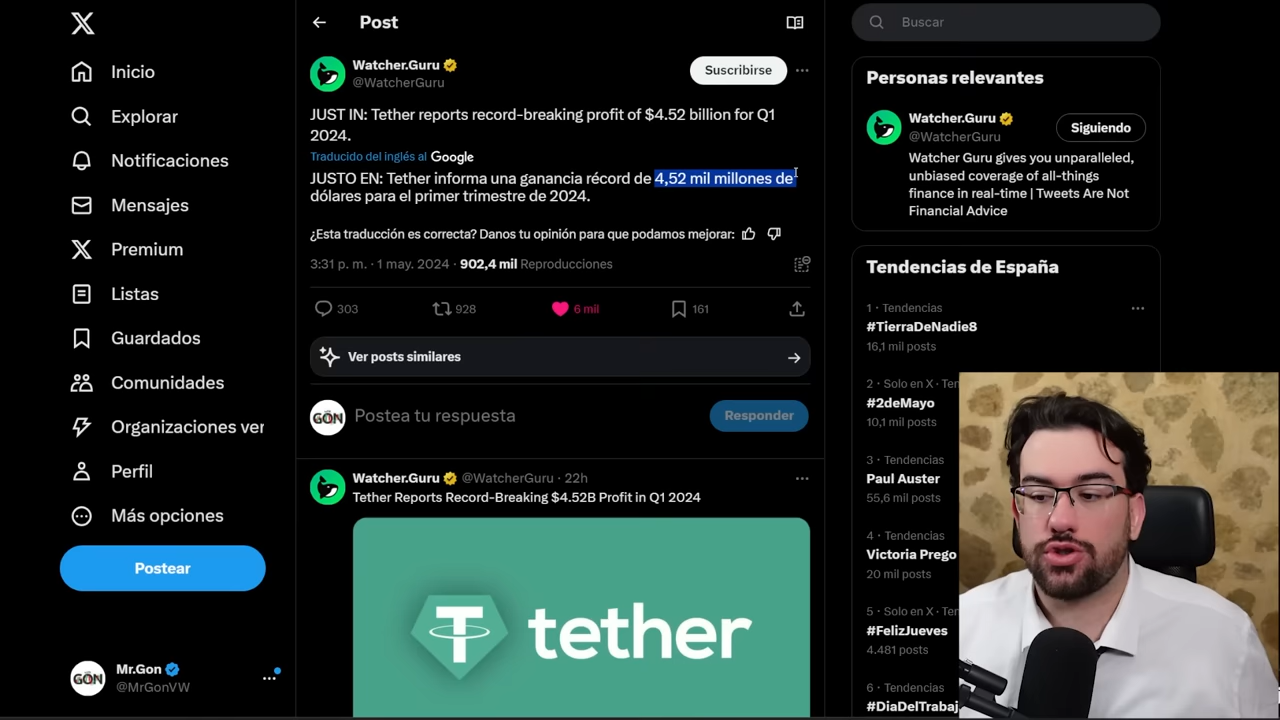 Inicio
Explorar
Notificaciones
Mensajes
Premium
Listas
Guardados
Comunidades
Organizaciones ver
Perfil
Más opciones
Postear
Mr.Gon
@MrGonVW
Post
Watcher.Guru
@WatcherGuru
Suscribirse
JUST IN: Tether reports record-breaking profit of $4.52 billion for Q1
2024.
Traducido del inglés al Google
JUSTO EN: Tether informa una ganancia récord de 4,52 mil millones de
dólares para el primer trimestre de 2024.
¿Esta traducción es correcta? Danos tu opinión para que podamos mejorar:
3:31 p. m. · 1 may. 2024 · 902,4 mil Reproducciones
303 928 6 mil 161
Ver posts similares
GON Postea tu respuesta Responder
Watcher.Guru @WatcherGuru · 22h
Tether Reports Record-Breaking $4.52B Profit in Q1 2024
tether
Buscar
Personas relevantes
Watcher.Guru
@WatcherGuru
Siguiendo
Watcher Guru gives you unparalleled,
unbiased coverage of all-things
finance in real-time | Tweets Are Not
Financial Advice
Tendencias de España
1 · Tendencias
#TierraDeNadie8
16,1 mil posts
2 · Solo en X · Ten
#2deMayo
10,1 mil posts
3 · Tendencias
Paul Auster
55,6 mil posts
4 · Tendencias
Victoria Prego
20 mil posts
5 · Solo en X · Ten
#FelizJueves
4.481 posts
6 · Tendencias
#DiaDelTrabaj